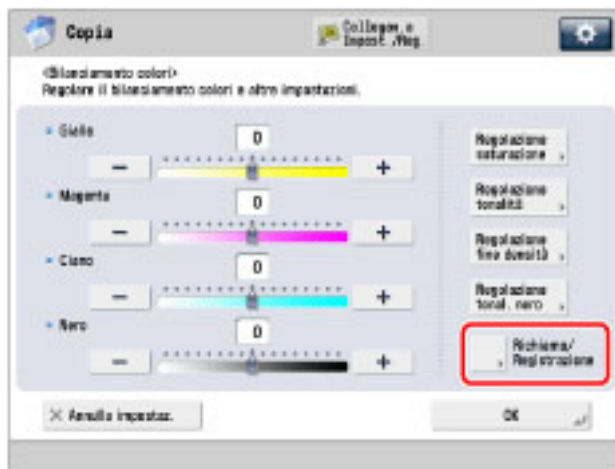 Copia
Collegam. a
Impost./Reg.
<Bilanciamento colori>
Regolare il bilanciamento colori e altre impostazioni.
Giallo
0
− +
Magenta
0
− +
Ciano
0
− +
Nero
0
− +
Regolazione
saturazione
Regolazione
tonalità
Regolazione
fine densità
Regolazione
tonal. nero
Richiama/
Registrazione
× Annulla impostaz.
OK